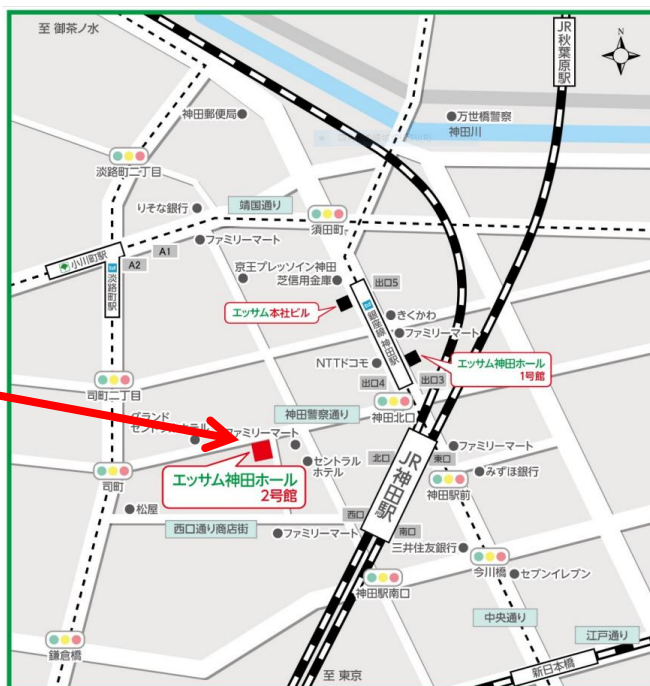 至 御茶ノ水
JR秋葉原駅
N
神田郵便局
万世橋警察
神田川
淡路町二丁目
りそな銀行
靖国通り
須田町
ファミリーマート
小川町駅
A1
A2
淡路町駅
京王プレッソイン神田
芝信用金庫
出口5
エッサム本社ビル
銀座線 神田駅
きくかわ
ファミリーマート
エッサム神田ホール
1号館
NTTドコモ
出口4
出口3
司町二丁目
神田警察通り
神田北口
グランド
セントラルホテル
ファミリーマート
セントラル
ホテル
エッサム神田ホール
2号館
北口
東口
JR神田駅
ファミリーマート
みずほ銀行
神田駅前
司町
松屋
西口通り商店街
ファミリーマート
西口
南口
三井住友銀行
神田駅南口
今川橋
セブンイレブン
中央通り
江戸通り
鎌倉橋
至 東京
新日本橋